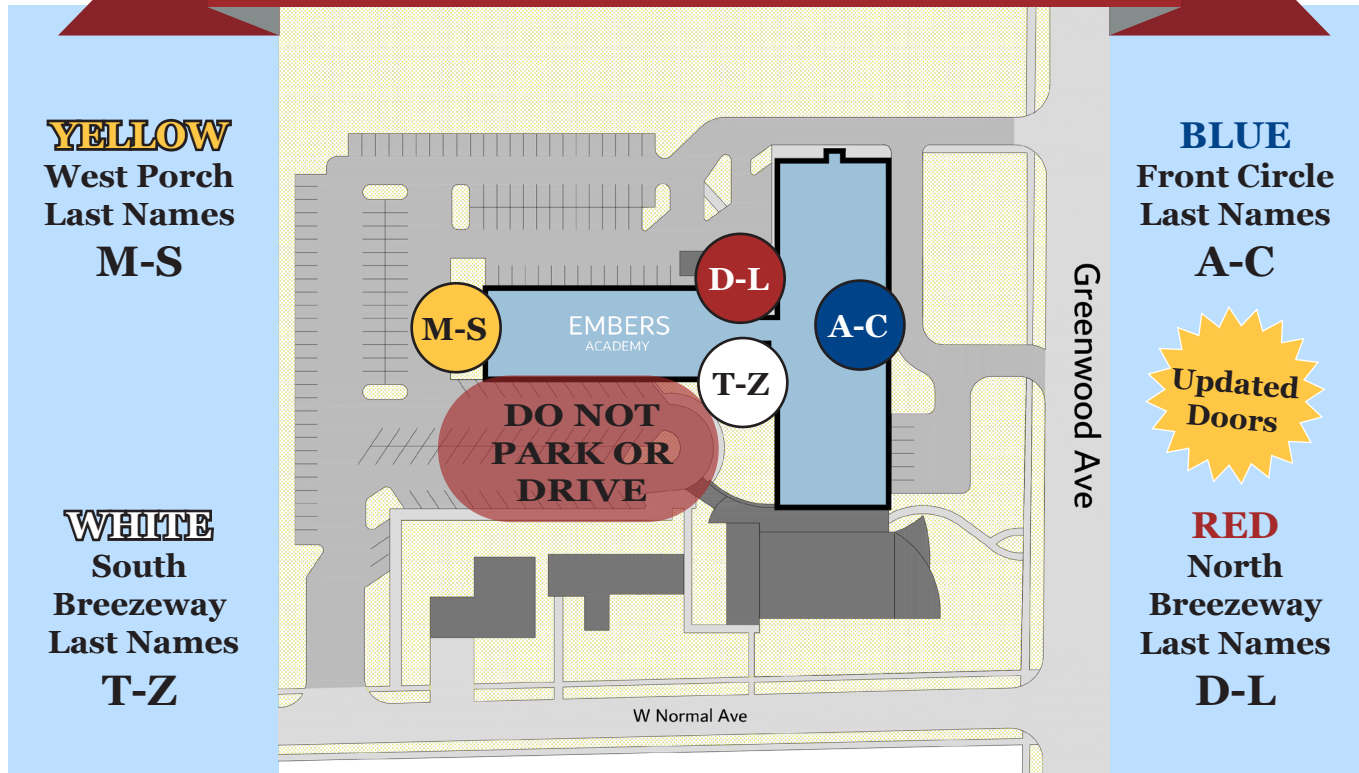 YELLOW
West Porch
Last Names
M-S
WHITE
South
Breezeway
Last Names
T-Z
D-L
M-S
EMBERS
ACADEMY
A-C
T-Z
DO NOT
PARK OR
DRIVE
Greenwood Ave
W Normal Ave
BLUE
Front Circle
Last Names
A-C
Updated
Doors
RED
North
Breezeway
Last Names
D-L